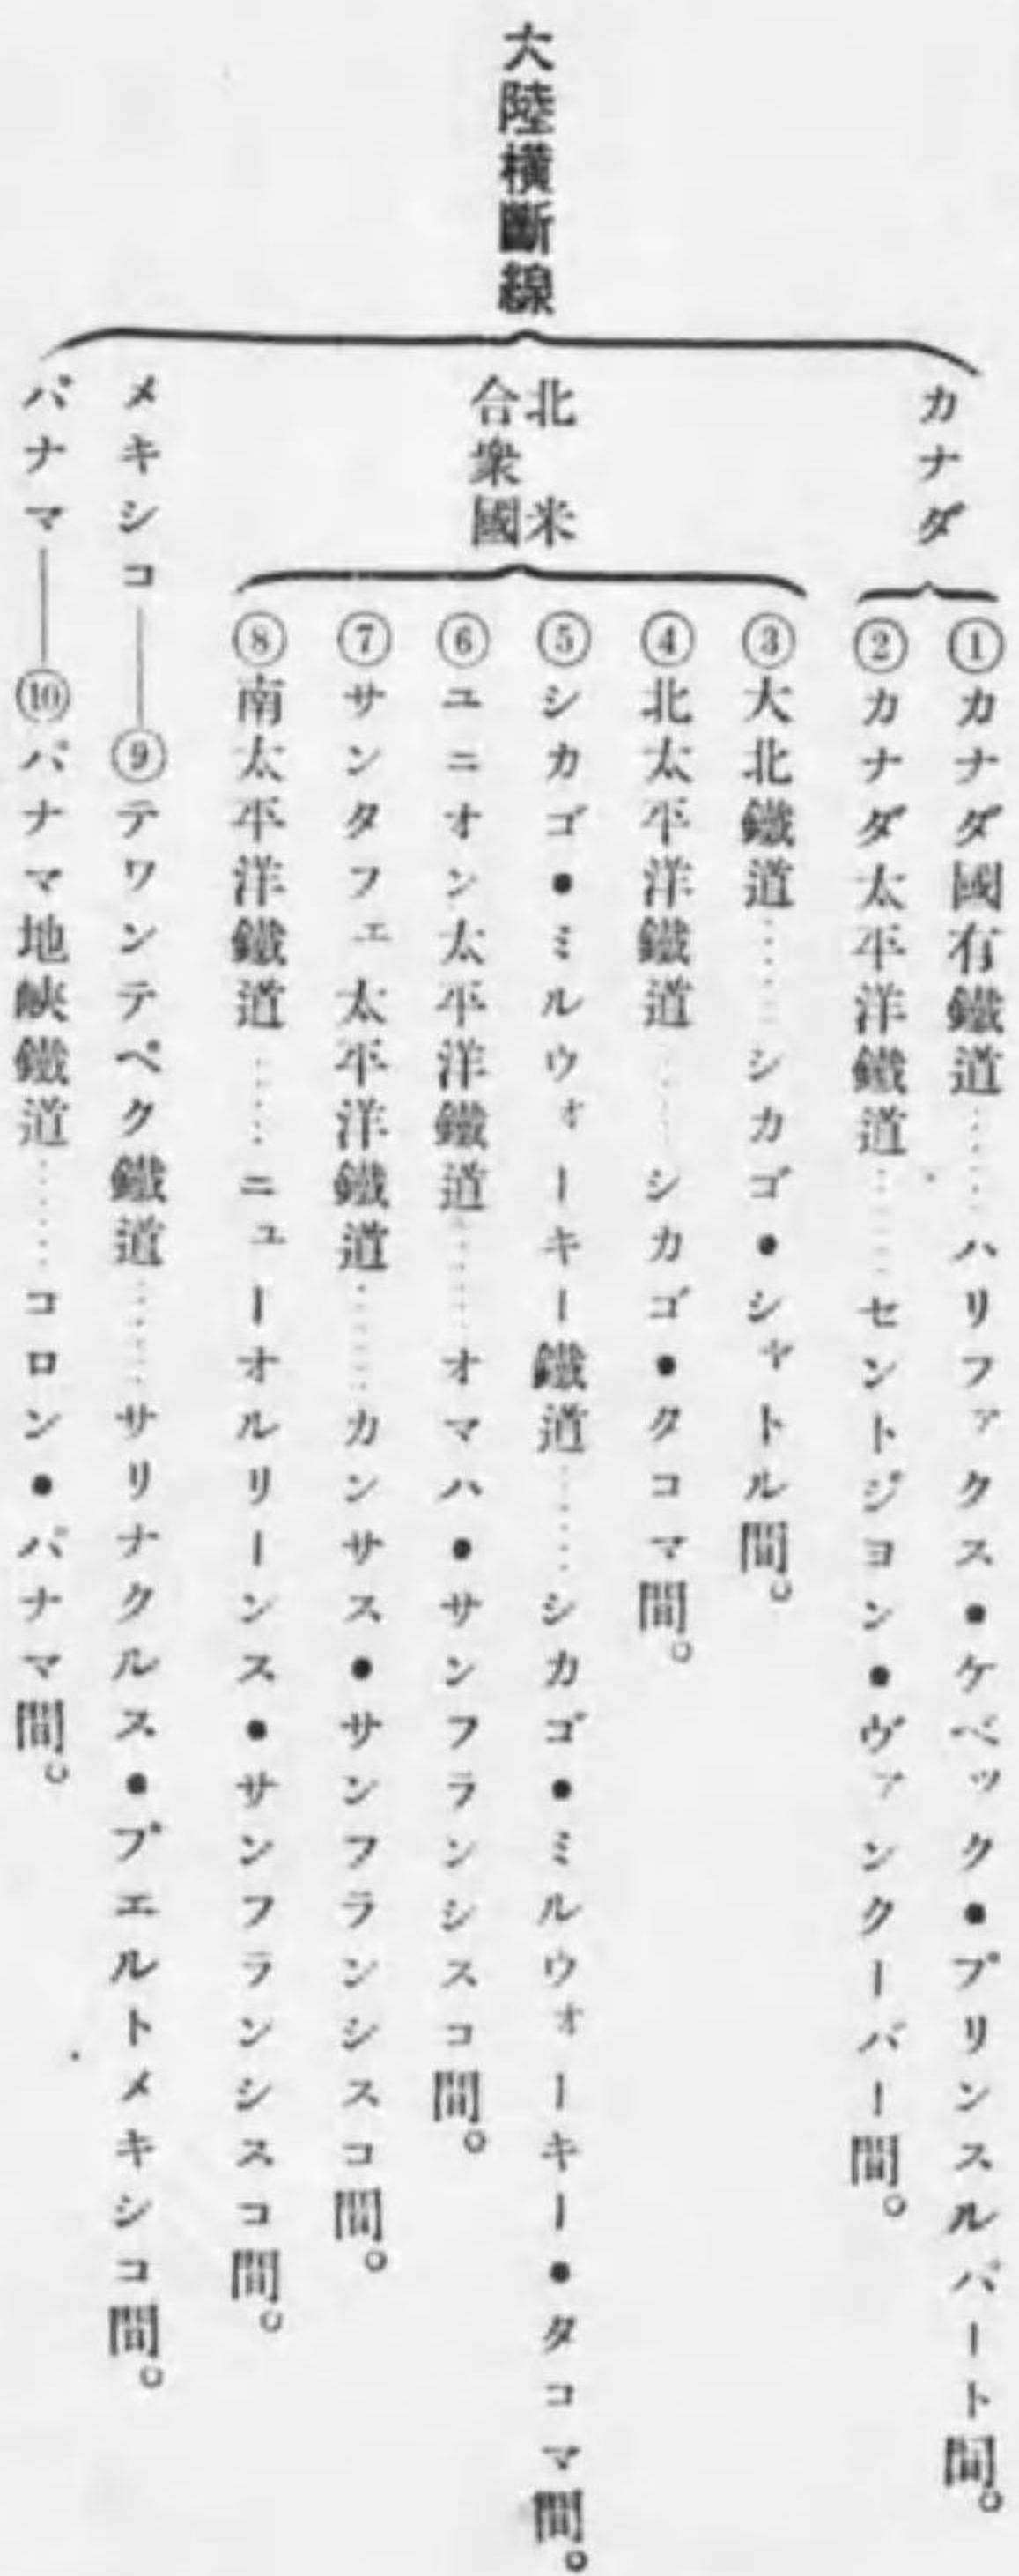 大陸橫斷線
カナダ
①カナダ國有鐵道……ハリファクス・ケベック・プリンスルパート間。
②カナダ太平洋鐵道……セントジヨン・ヴァンクーバー間。
北米
合衆國
③大北鐵道……シカゴ・シャトル間。
④北太平洋鐵道……シカゴ・タコマ間。
⑤シカゴ・ミルウォーキー鐵道……シカゴ・ミルウォーキー・タコマ間。
⑥ユニオン太平洋鐵道……オマハ・サンフランシスコ間。
⑦サンタフェ太平洋鐵道……カンサス・サンフランシスコ間。
⑧南太平洋鐵道……ニューオルリーンス・サンフランシスコ間。
メキシコ——⑨テワンテペク鐵道……サリナクルス・プエルトメキシコ間。
パナマ——⑩パナマ地峽鐵道……コロン・パナマ間。